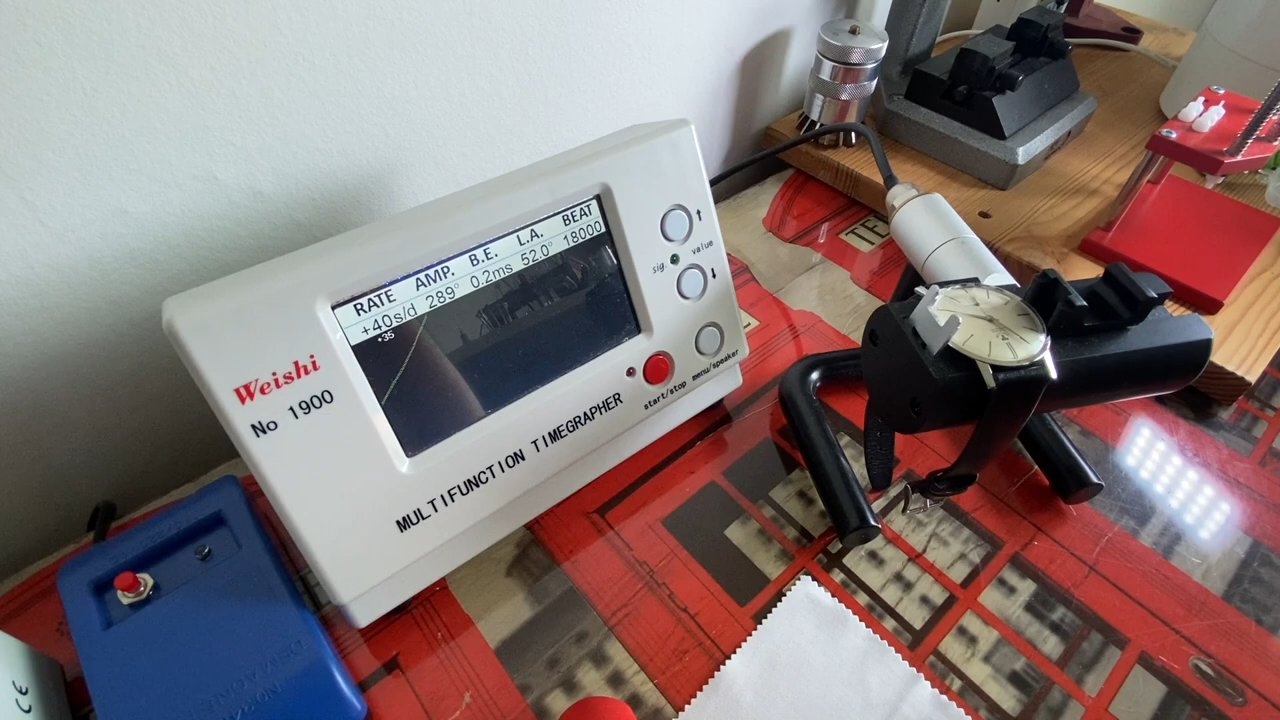 RATE AMP. B.E. L.A. BEAT
+40s/d 289° 0.2ms 52.0° 18000
•35
↑
sig. value
↓
Weishi
No 1900
start/stop menu/speaker
MULTIFUNCTION TIMEGRAPHER
TE
CE